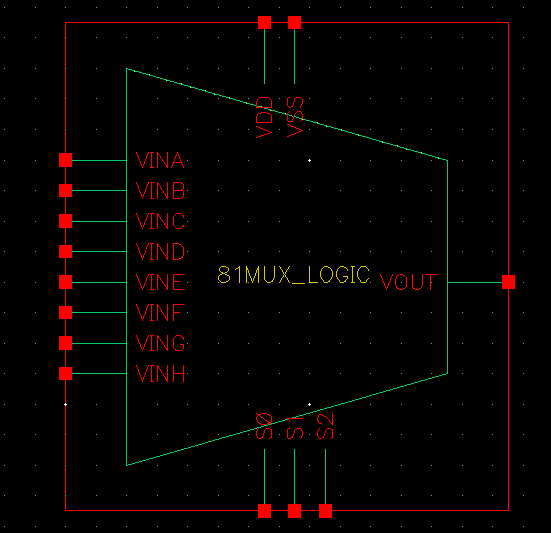 VDD VSS
VINA
VINB
VINC
VIND
81MUX_LOGIC
VINE VOUT
VINF
VING
VINH
S0 S1 S2